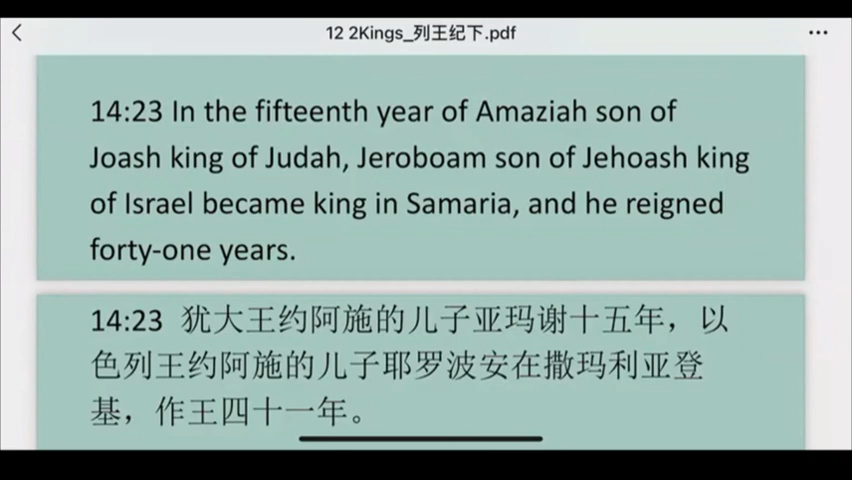 12 2Kings_列王纪下.pdf
14:23 In the fifteenth year of Amaziah son of
Joash king of Judah, Jeroboam son of Jehoash king
of Israel became king in Samaria, and he reigned
forty-one years.
14:23 犹大王约阿施的儿子亚玛谢十五年，以
色列王约阿施的儿子耶罗波安在撒玛利亚登
基，作王四十一年。